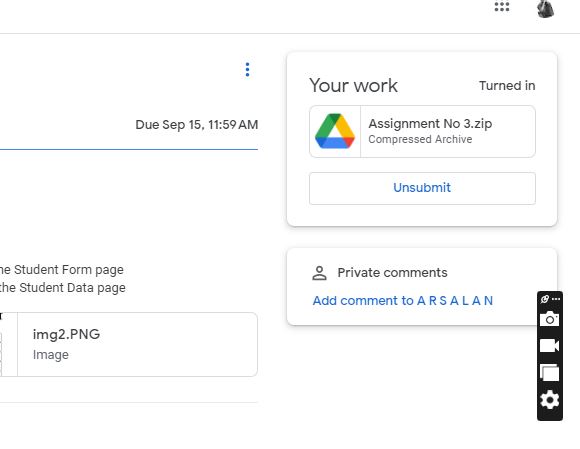 Due Sep 15, 11:59 AM
Your work
Turned in
Assignment No 3.zip
Compressed Archive
Unsubmit
Student Form page
the Student Data page
img2.PNG
Image
Private comments
Add comment to A R S A L A N